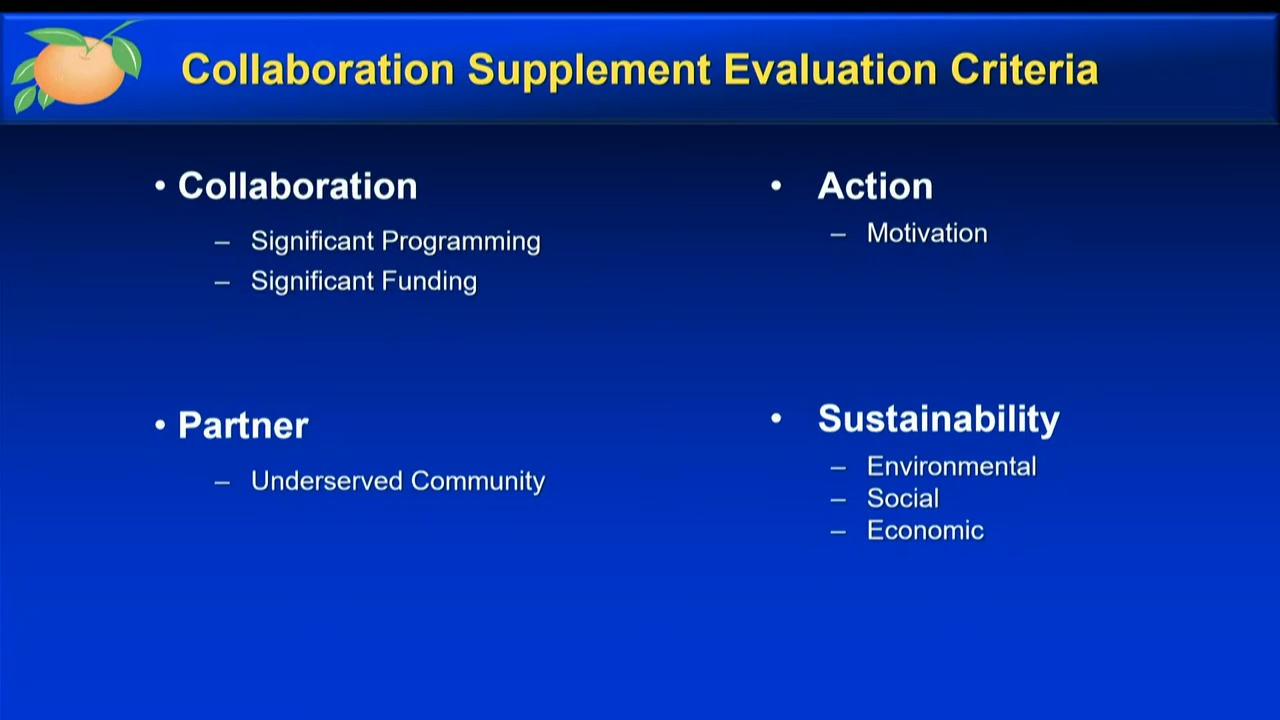 Collaboration Supplement Evaluation Criteria
• Collaboration
– Significant Programming
– Significant Funding
• Partner
– Underserved Community
• Action
– Motivation
• Sustainability
– Environmental
– Social
– Economic